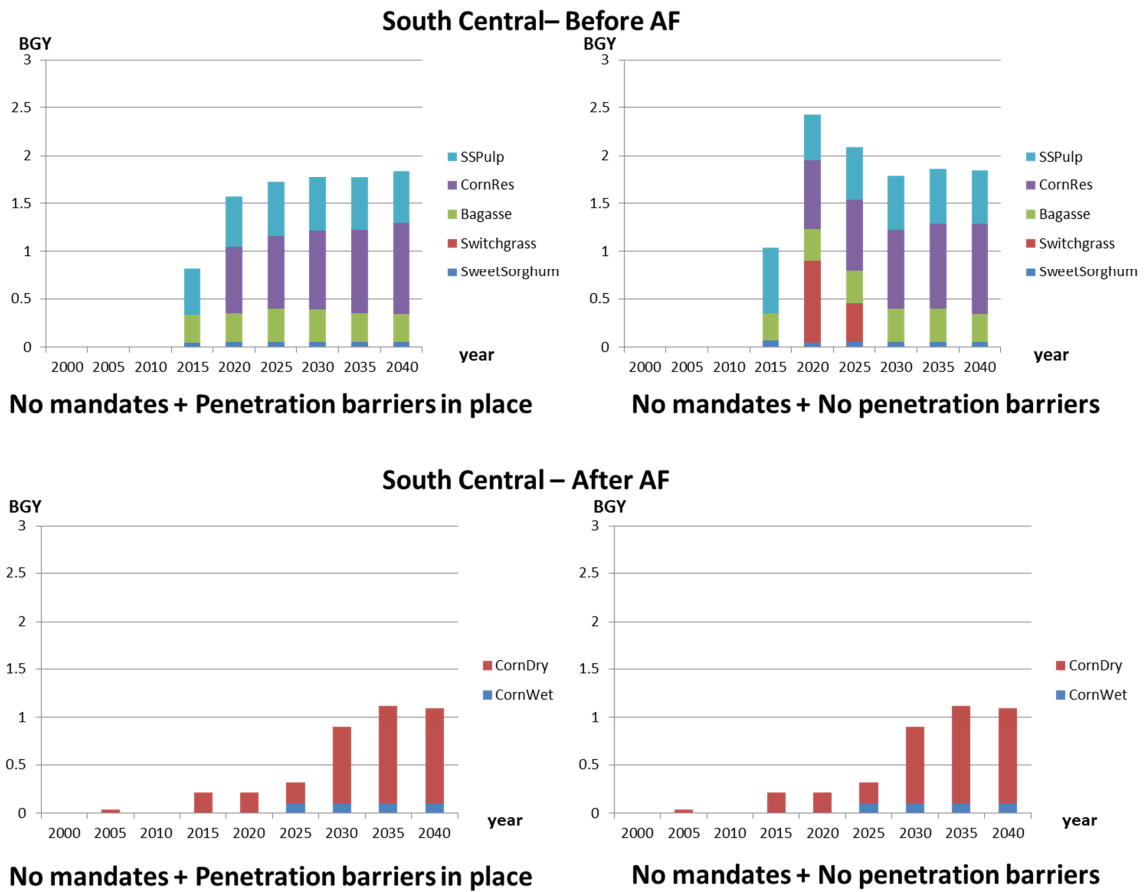 South Central– Before AF
BGY
3
2.5
2
1.5
1
0.5
0
2000 2005 2010 2015 2020 2025 2030 2035 2040
year
SSPulp
CornRes
Bagasse
Switchgrass
SweetSorghum
No mandates + Penetration barriers in place
BGY
3
2.5
2
1.5
1
0.5
0
2000 2005 2010 2015 2020 2025 2030 2035 2040
year
SSPulp
CornRes
Bagasse
Switchgrass
SweetSorghum
No mandates + No penetration barriers
South Central – After AF
BGY
3
2.5
2
1.5
1
0.5
0
2000 2005 2010 2015 2020 2025 2030 2035 2040
year
CornDry
CornWet
No mandates + Penetration barriers in place
BGY
3
2.5
2
1.5
1
0.5
0
2000 2005 2010 2015 2020 2025 2030 2035 2040
year
CornDry
CornWet
No mandates + No penetration barriers